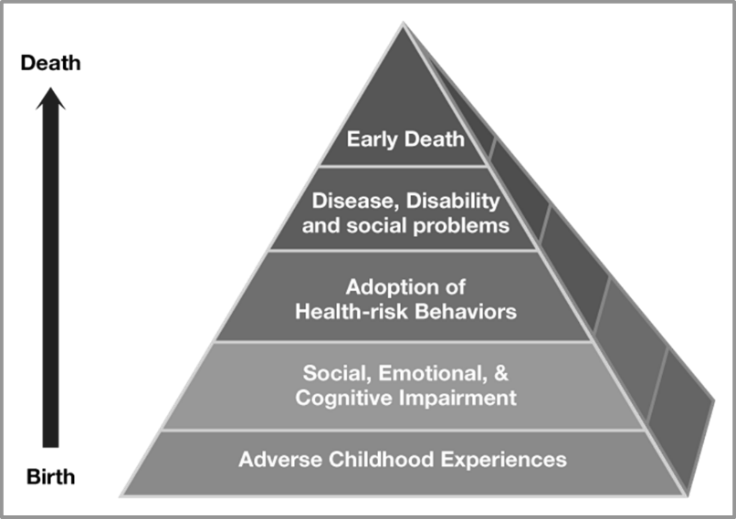 Death
Early Death
Disease, Disability
and social problems
Adoption of
Health-risk Behaviors
Social, Emotional, &
Cognitive Impairment
Adverse Childhood Experiences
Birth